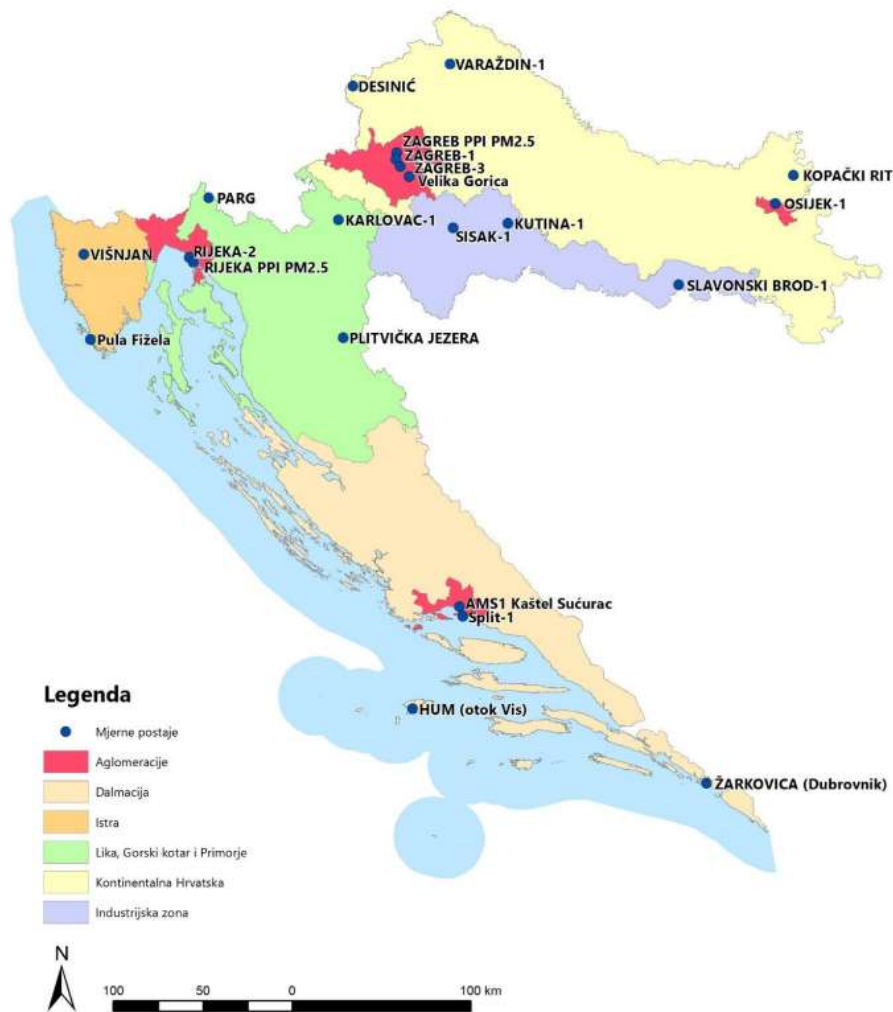 VARAŽDIN-1
DESINIĆ
ZAGREB PPI PM2.5
ZAGREB-1
ZAGREB-3
Velika Gorica
KOPAČKI RIT
PARG
OSIJEK-1
KARLOVAC-1
KUTINA-1
SISAK-1
VIŠNJAN
RIJEKA-2
RIJEKA PPI PM2.5
SLAVONSKI BROD-1
Pula Fižela
PLITVIČKA JEZERA
AMS1 Kaštel Sućurac
Split-1
HUM (otok Vis)
ŽARKOVICA (Dubrovnik)
Legenda
Mjerne postaje
Aglomeracije
Dalmacija
Istra
Lika, Gorski kotar i Primorje
Kontinentalna Hrvatska
Industrijska zona
N
100 50 0 100 km